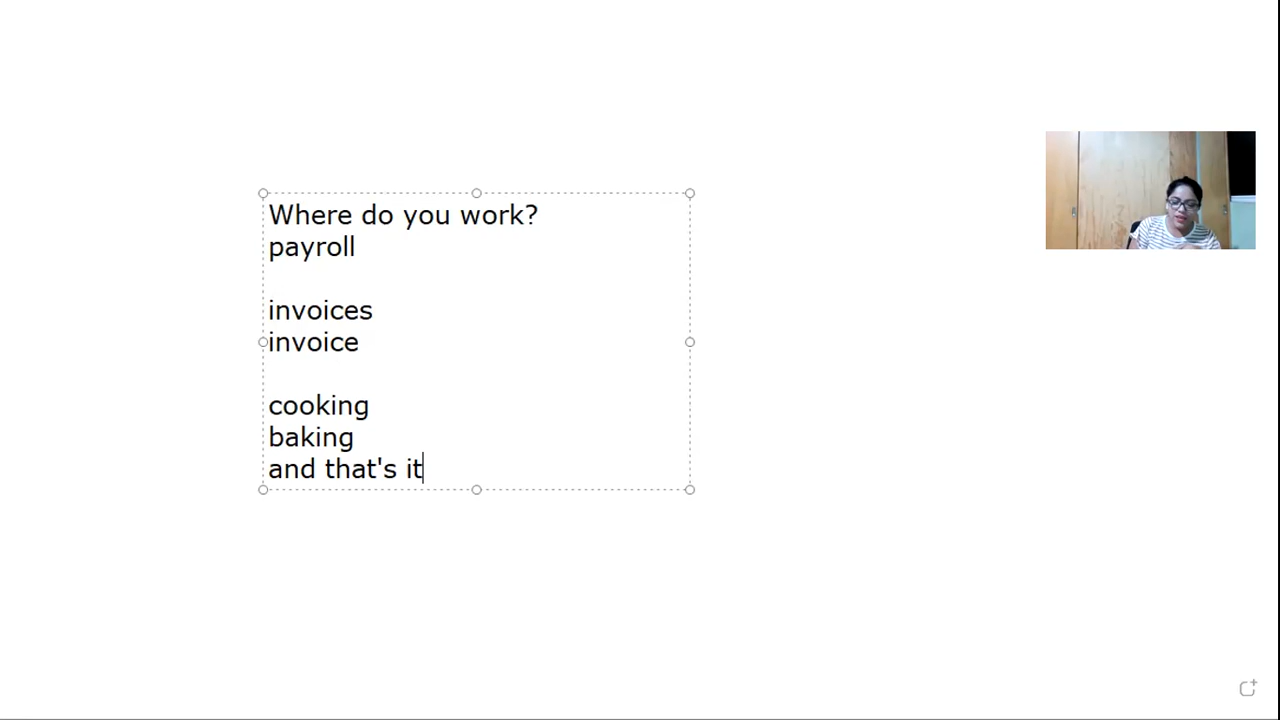 Where do you work?
payroll
invoices
invoice
cooking
baking
and that's it